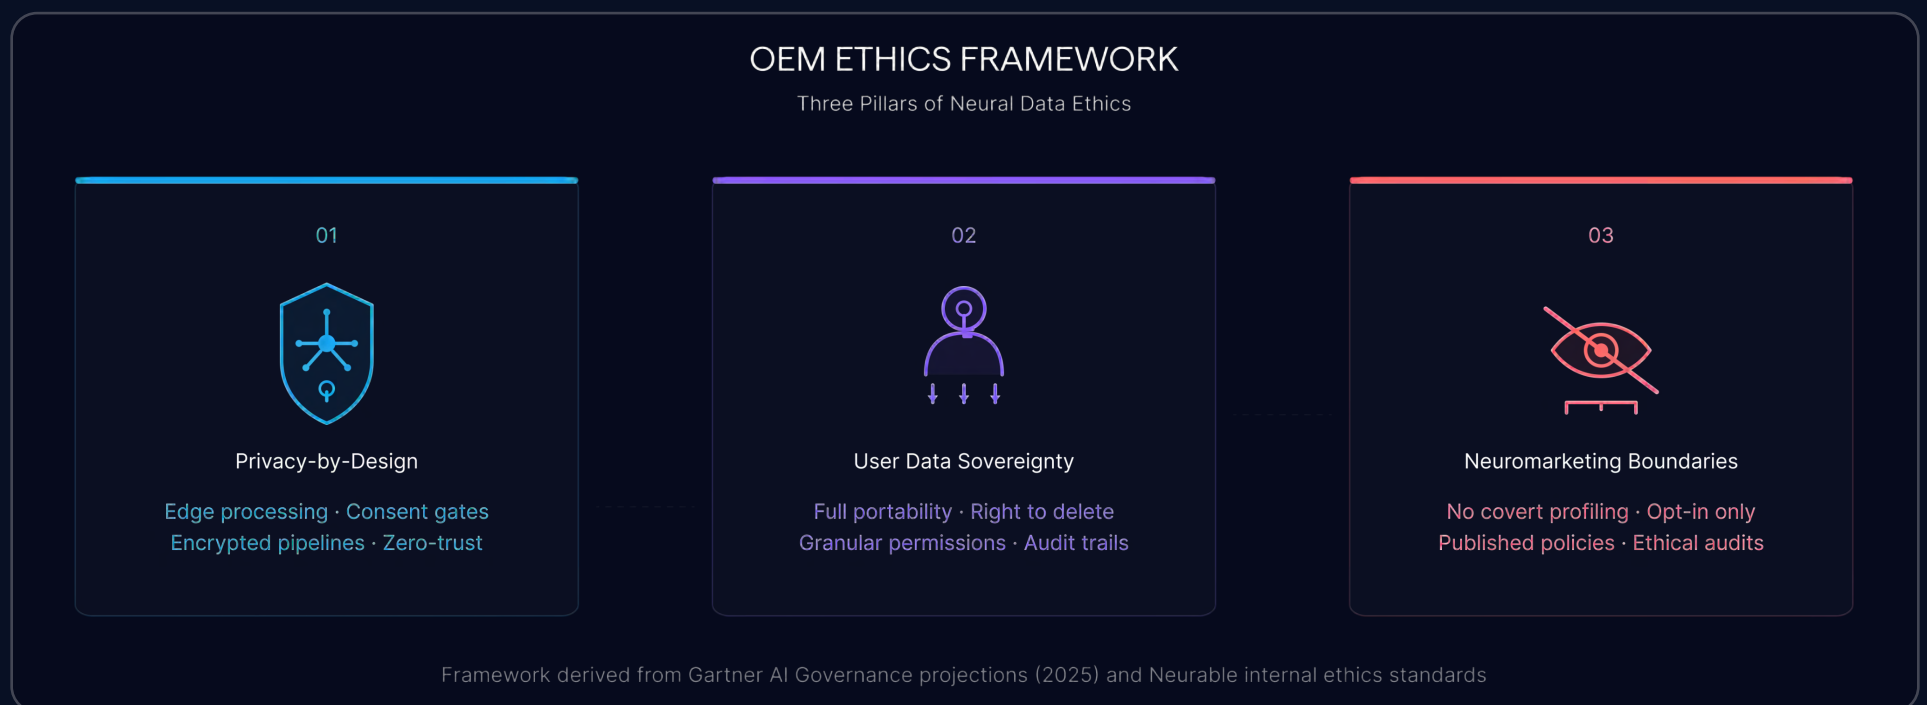 OEM ETHICS FRAMEWORK
Three Pillars of Neural Data Ethics
01
Privacy-by-Design
Edge processing · Consent gates
Encrypted pipelines · Zero-trust
02
User Data Sovereignty
Full portability · Right to delete
Granular permissions · Audit trails
03
Neuromarketing Boundaries
No covert profiling · Opt-in only
Published policies · Ethical audits
Framework derived from Gartner AI Governance projections (2025) and Neurable internal ethics standards